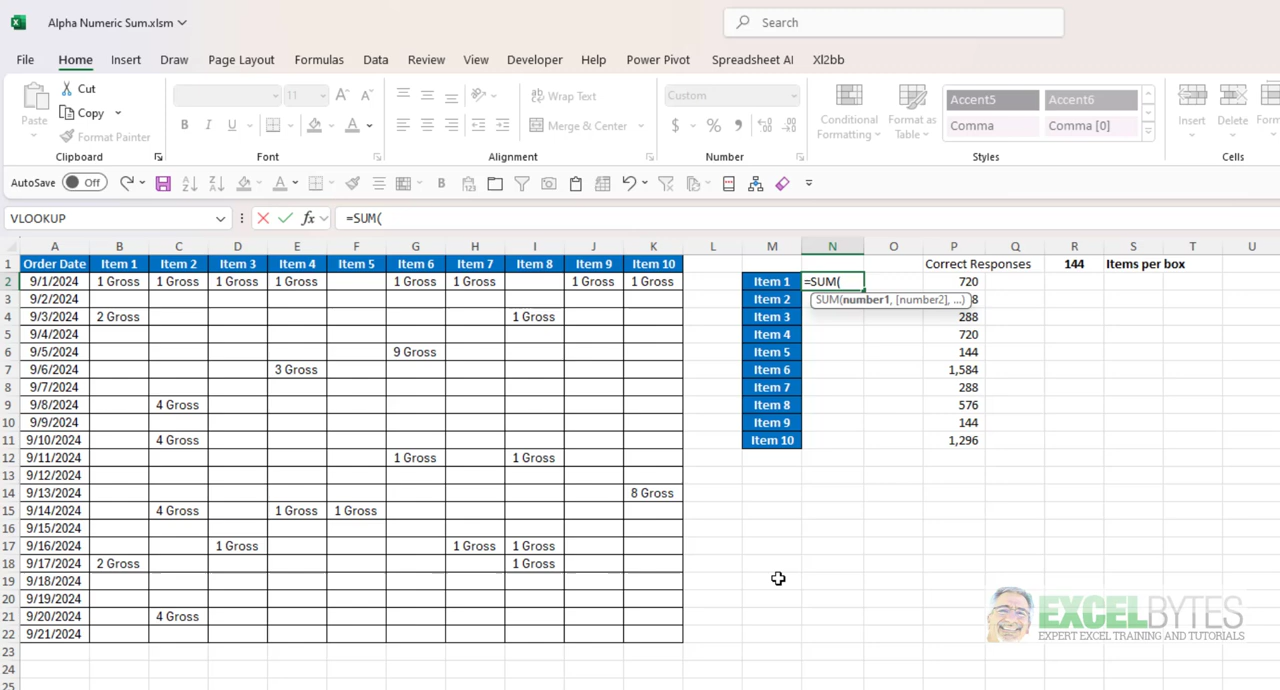 Alpha Numeric Sum.xlsm
Search
File Home Insert Draw Page Layout Formulas Data Review View Developer Help Power Pivot Spreadsheet AI Xl2bb
Paste
Cut
Copy
Format Painter
11
Wrap Text
Merge & Center
Custom
Conditional Formatting
Format as Table
Accent5 Accent6
Comma Comma [0]
Insert Delete
Clipboard Font Alignment Number Styles Cells
AutoSave Off
VLOOKUP fx =SUM(
A B C D E F G H I J K L M N O P Q R S T U
1 Order Date Item 1 Item 2 Item 3 Item 4 Item 5 Item 6 Item 7 Item 8 Item 9 Item 10 Correct Responses 144 Items per box
2 9/1/2024 1 Gross 1 Gross 1 Gross 1 Gross 1 Gross 1 Gross 1 Gross 1 Gross Item 1 =SUM( 720
3 9/2/2024 Item 2 SUM(number1, [number2], ...) 8
4 9/3/2024 2 Gross 1 Gross Item 3 288
5 9/4/2024 Item 4 720
6 9/5/2024 9 Gross Item 5 144
7 9/6/2024 3 Gross Item 6 1,584
8 9/7/2024 Item 7 288
9 9/8/2024 4 Gross Item 8 576
10 9/9/2024 Item 9 144
11 9/10/2024 4 Gross Item 10 1,296
12 9/11/2024 1 Gross 1 Gross
13 9/12/2024
14 9/13/2024 8 Gross
15 9/14/2024 4 Gross 1 Gross 1 Gross
16 9/15/2024
17 9/16/2024 1 Gross 1 Gross 1 Gross
18 9/17/2024 2 Gross 1 Gross
19 9/18/2024
20 9/19/2024
21 9/20/2024 4 Gross
22 9/21/2024
23
24
25
EXCELBYTES
EXPERT EXCEL TRAINING AND TUTORIALS